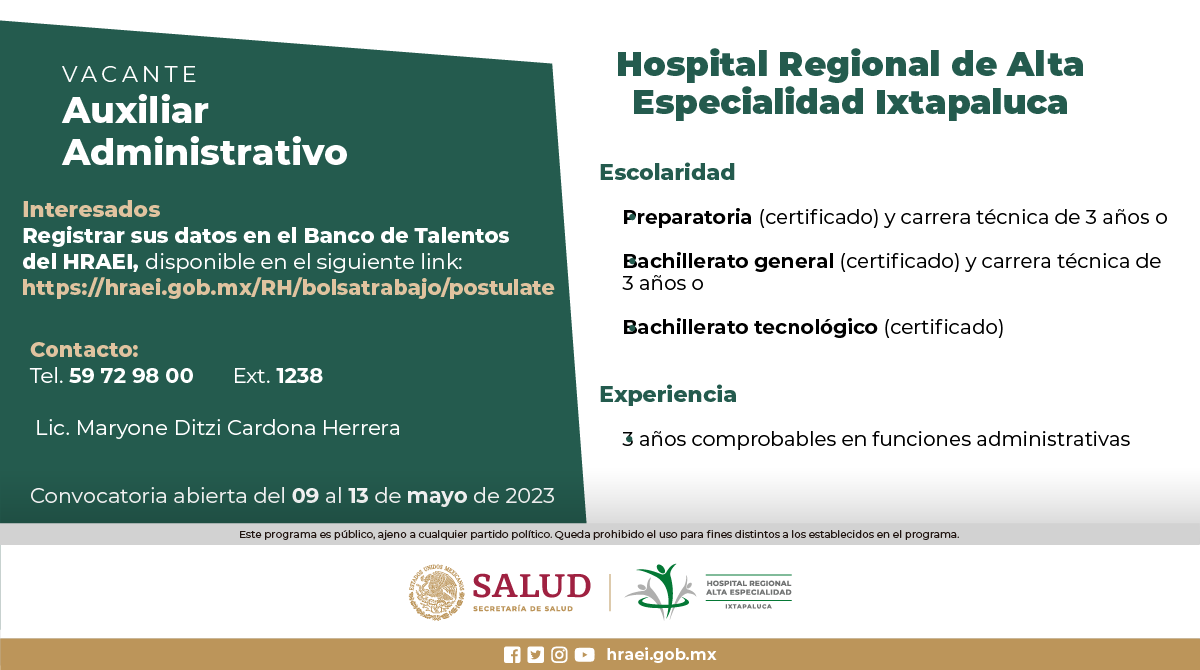 VACANTE
Auxiliar
Administrativo
Interesados
Registrar sus datos en el Banco de Talentos
del HRAEI, disponible en el siguiente link:
https://hraei.gob.mx/RH/bolsatrabajo/postulate
Contacto:
Tel. 59 72 98 00 Ext. 1238
Lic. Maryone Ditzi Cardona Herrera
Convocatoria abierta del 09 al 13 de mayo de 2023
Hospital Regional de Alta
Especialidad Ixtapaluca
Escolaridad
Preparatoria (certificado) y carrera técnica de 3 años o
Bachillerato general (certificado) y carrera técnica de
3 años o
Bachillerato tecnológico (certificado)
Experiencia
3 años comprobables en funciones administrativas
Este programa es público, ajeno a cualquier partido político. Queda prohibido el uso para fines distintos a los establecidos en el programa.
ESTADOS UNIDOS MEXICANOS
SALUD
SECRETARÍA DE SALUD
HOSPITAL REGIONAL
ALTA ESPECIALIDAD
IXTAPALUCA
hraei.gob.mx